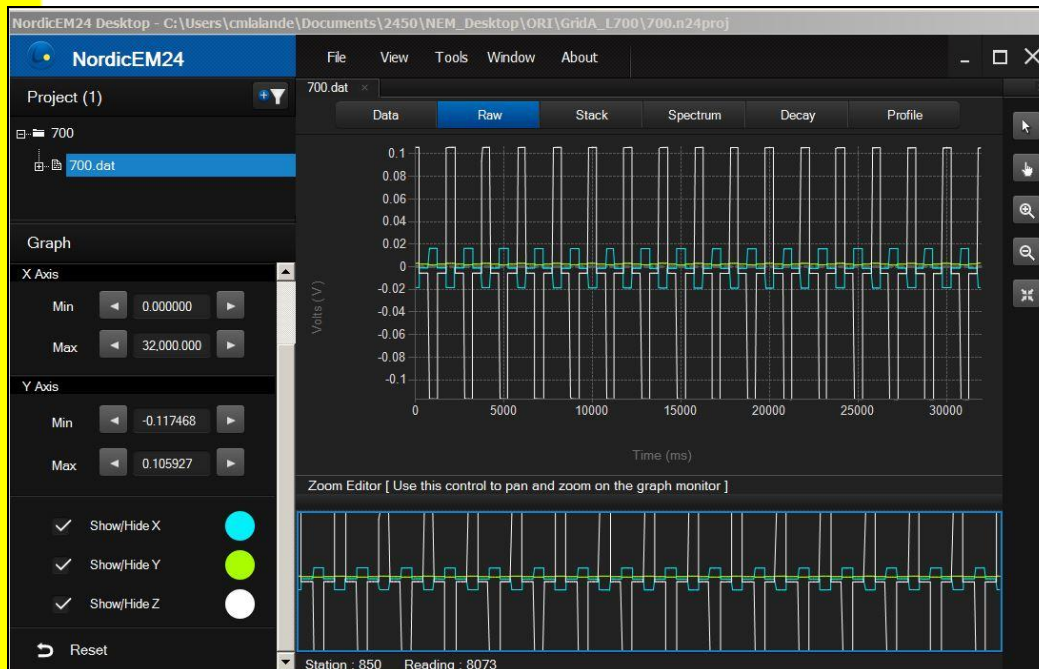 NordicEM24 Desktop - C:\Users\cmlalande\Documents\2450\NEM_Desktop\ORI\GridA_L700\700.n24proj
NordicEM24
File View Tools Window About
Project (1)
700.dat ×
Data Raw Stack Spectrum Decay Profile
700
700.dat
Graph
X Axis
Min 0.000000
Max 32,000.000
Y Axis
Min -0.117468
Max 0.105927
Show/Hide X
Show/Hide Y
Show/Hide Z
Reset
0.1
0.08
0.06
0.04
0.02
0
-0.02
-0.04
-0.06
-0.08
-0.1
Volts (V)
0 5000 10000 15000 20000 25000 30000
Time (ms)
Zoom Editor [ Use this control to pan and zoom on the graph monitor ]
Station : 850 Reading : 8073